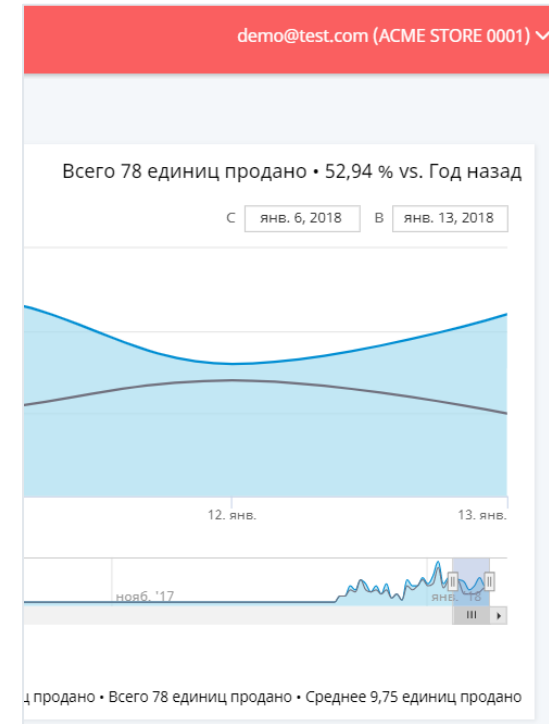 demo@test.com (ACME STORE 0001)
Всего 78 единиц продано • 52,94 % vs. Год назад
С янв. 6, 2018 В янв. 13, 2018
12. янв. 13. янв.
нояб. '17 янв. '18
ц продано • Всего 78 единиц продано • Среднее 9,75 единиц продано